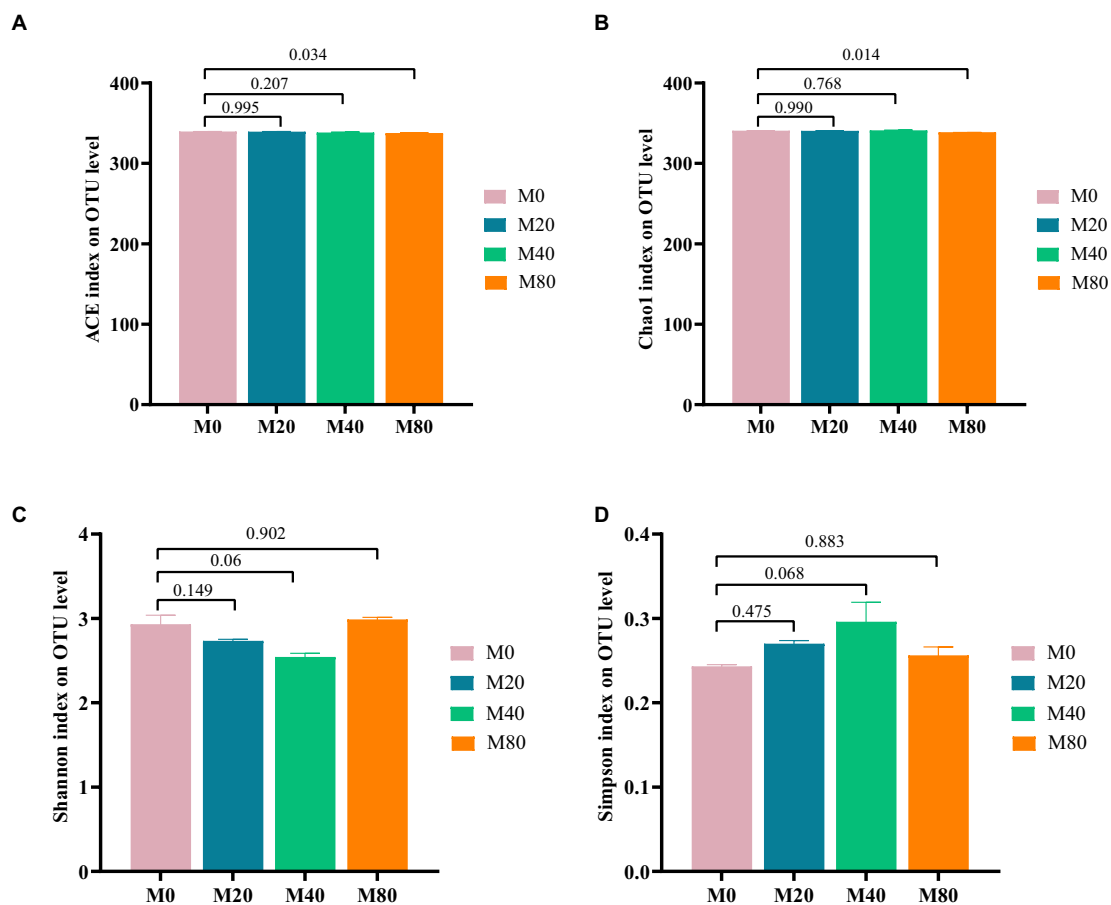 A
ACE index on OTU level
400
300
200
100
0
0.034
0.207
0.995
M0 M20 M40 M80
M0
M20
M40
M80
B
Chao1 index on OTU level
400
300
200
100
0
0.014
0.768
0.990
M0 M20 M40 M80
M0
M20
M40
M80
C
Shannon index on OTU level
4
3
2
1
0
0.902
0.06
0.149
M0 M20 M40 M80
M0
M20
M40
M80
D
Simpson index on OTU level
0.4
0.3
0.2
0.1
0.0
0.883
0.068
0.475
M0 M20 M40 M80
M0
M20
M40
M80